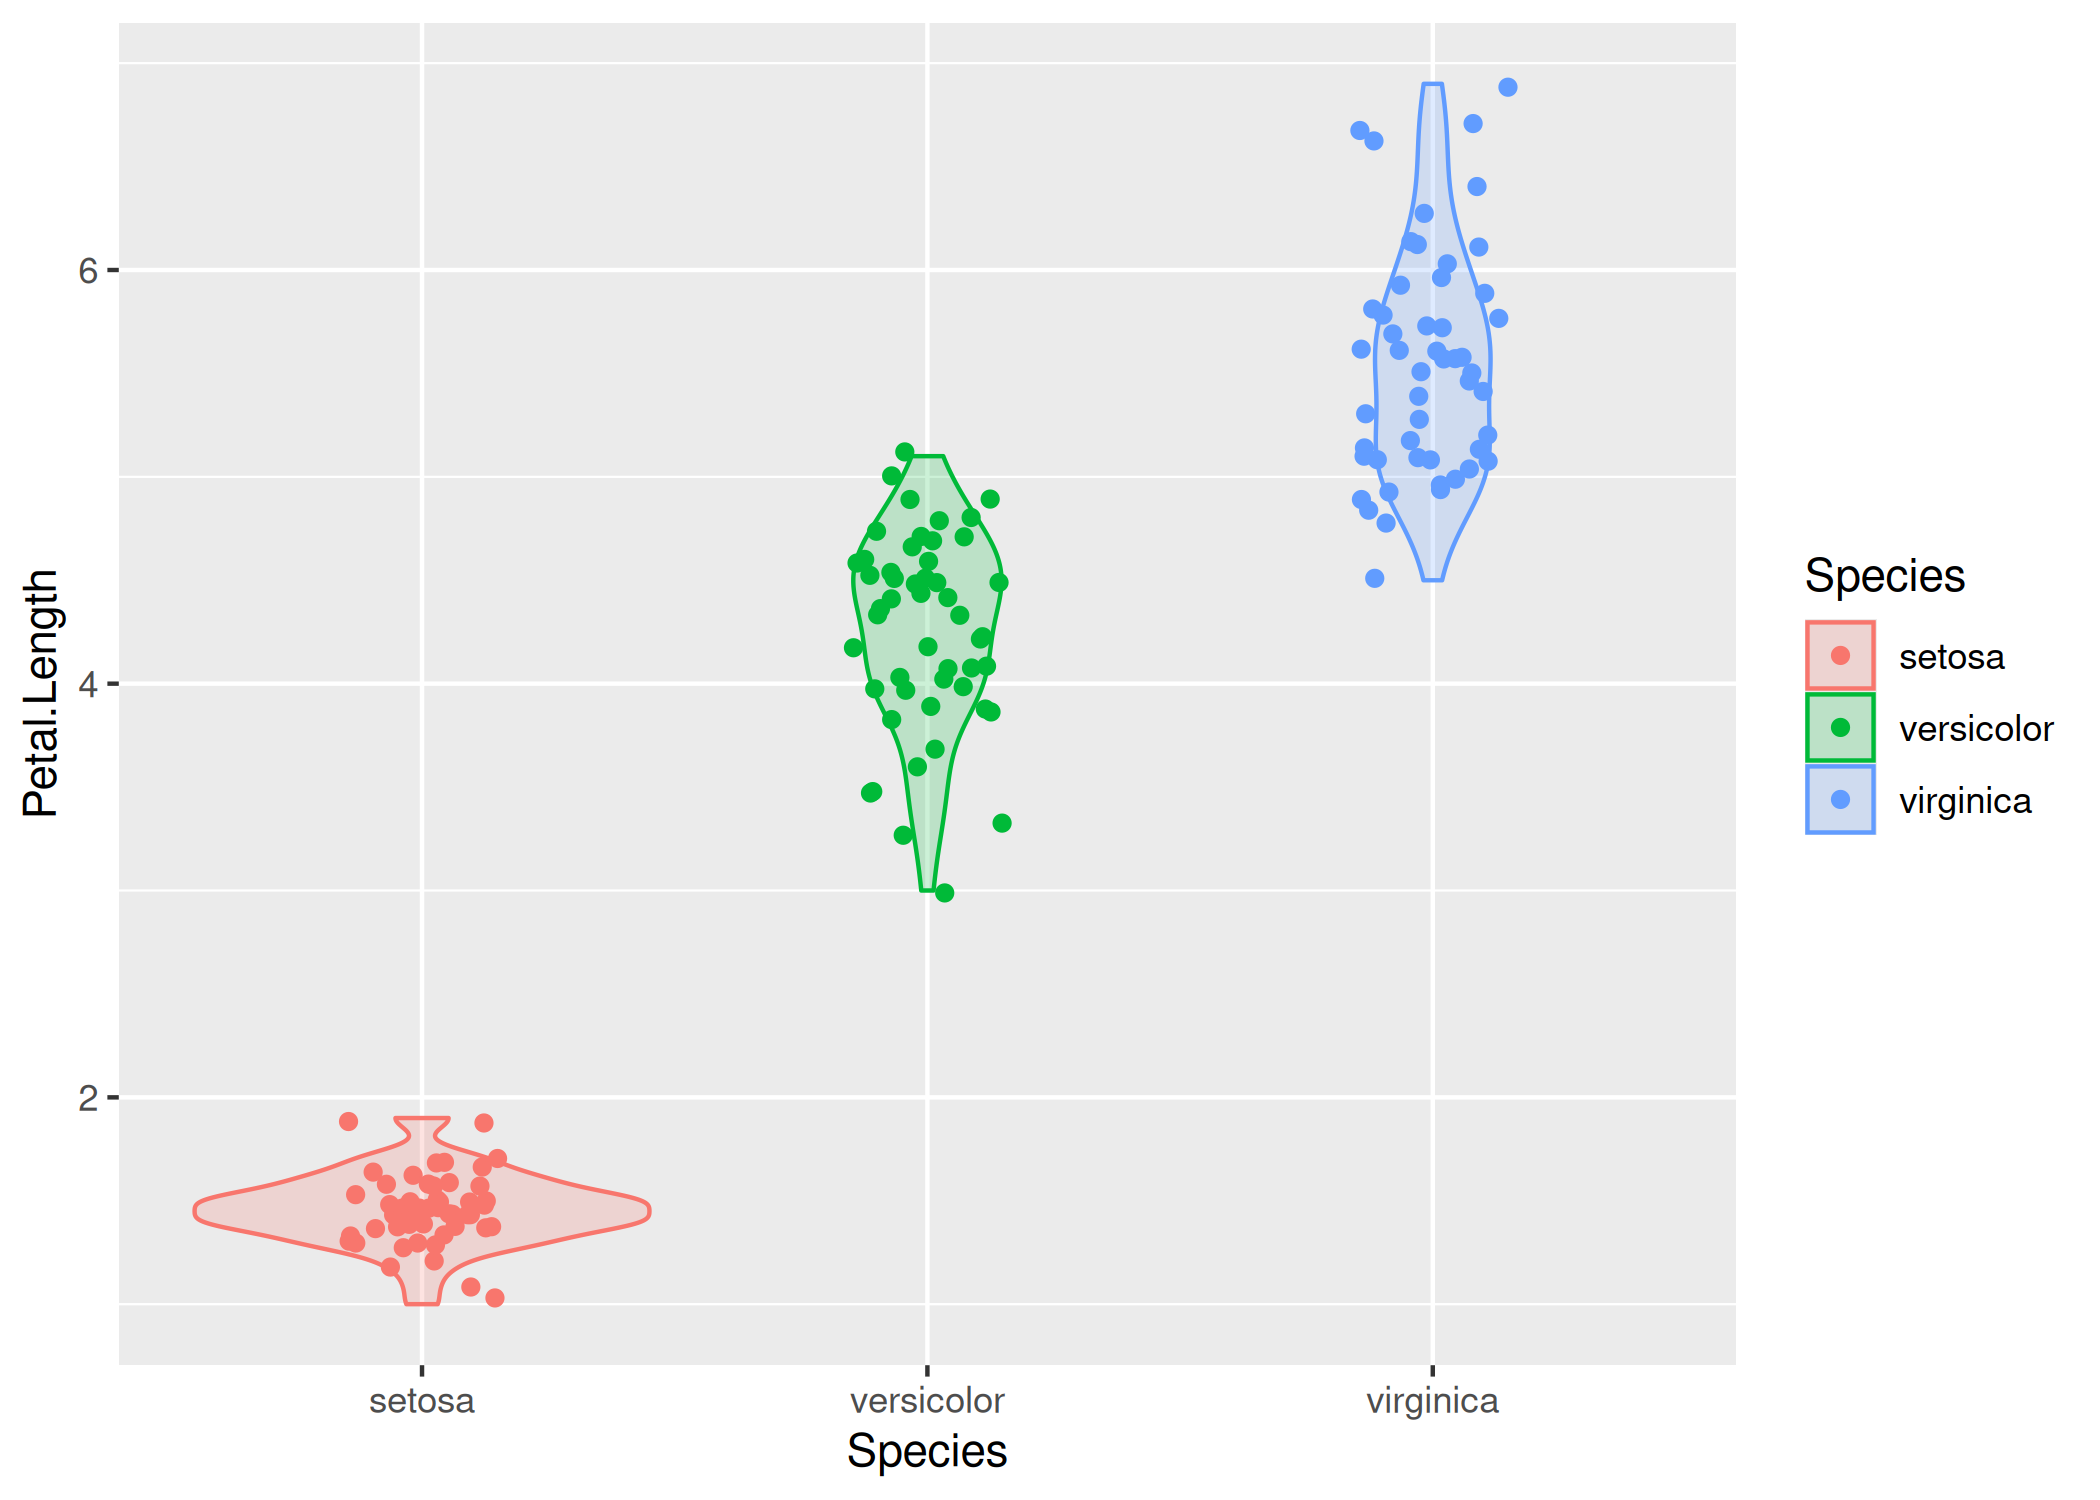 Petal.Length
6
4
2
setosa
versicolor
virginica
Species
Species
setosa
versicolor
virginica